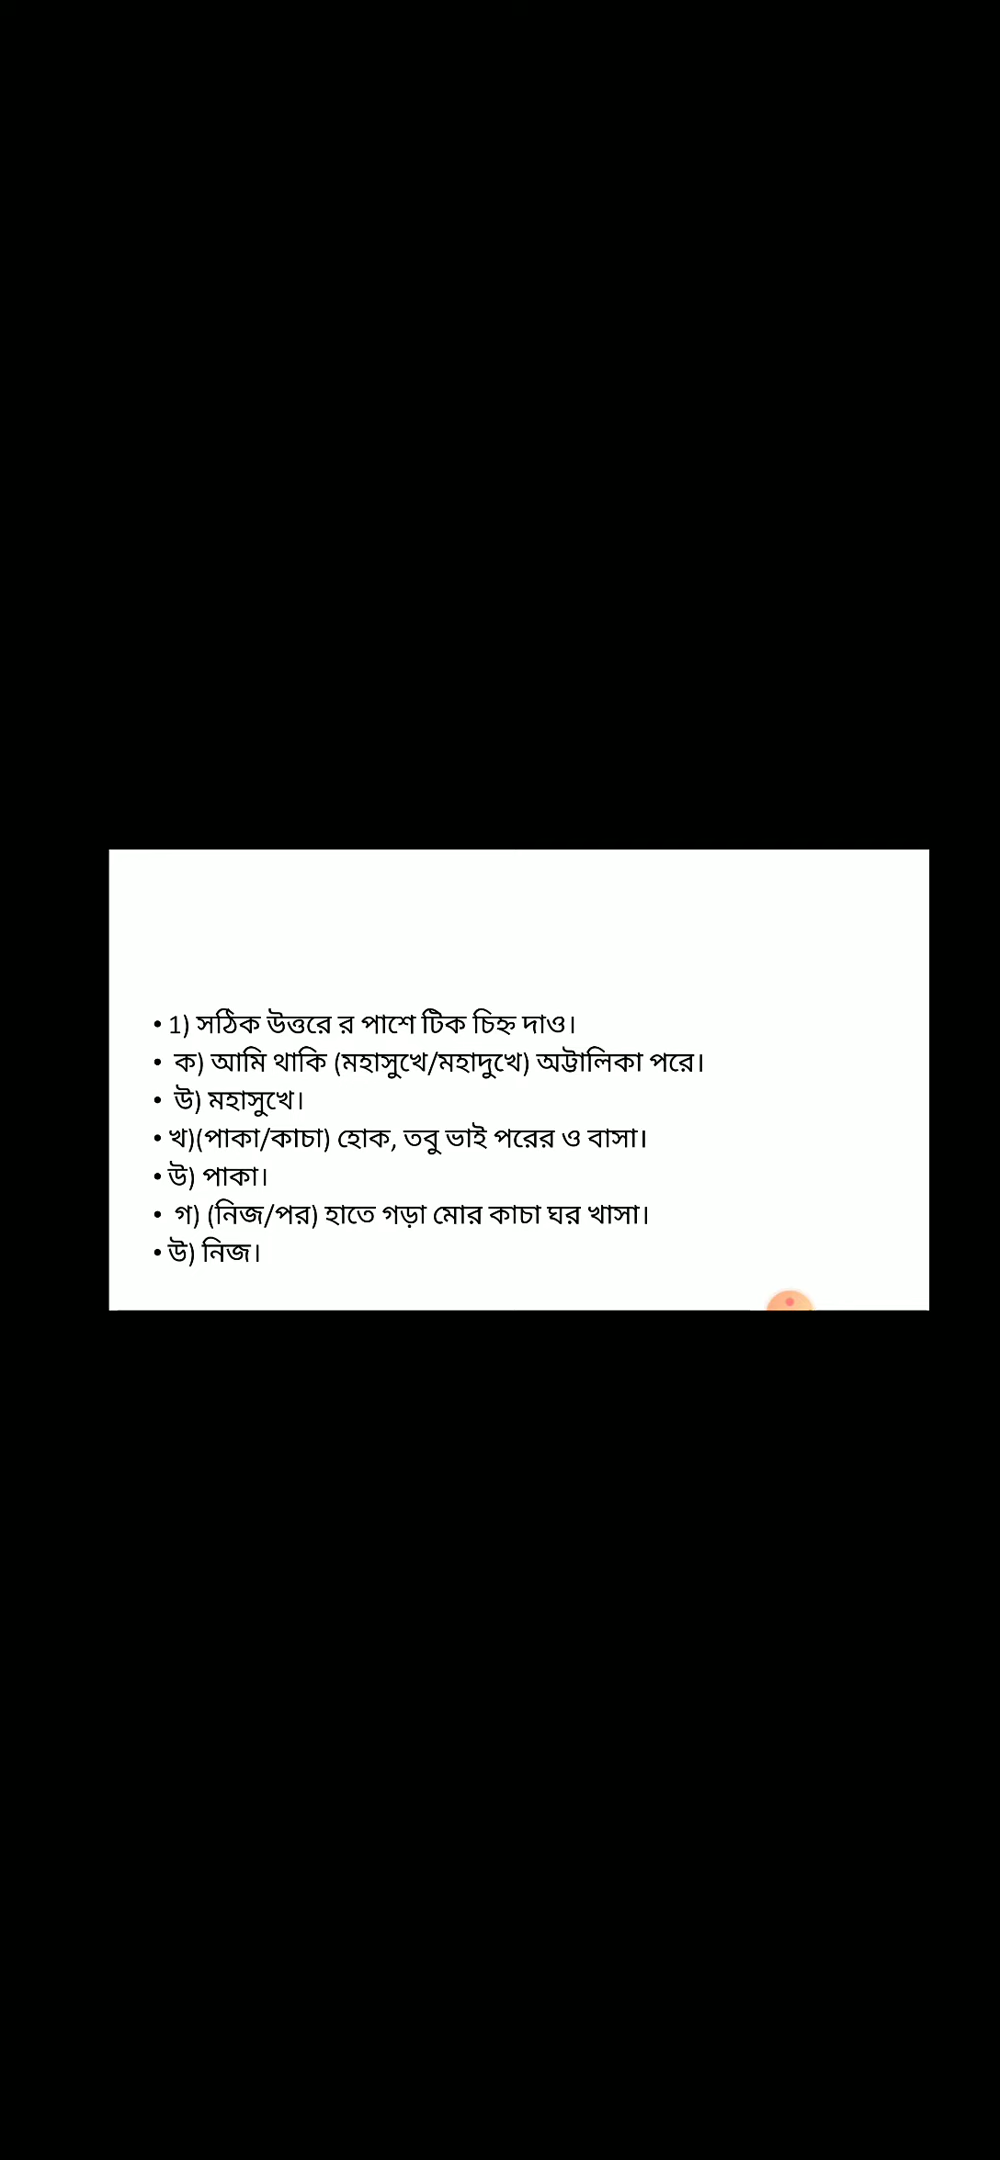 • 1) সঠিক উত্তরে র পাশে টিক চিহ্ন দাও।
• ক) আমি থাকি (মহাসুখে/মহাদুখে) অট্টালিকা পরে।
• উ) মহাসুখে।
• খ)(পাকা/কাচা) হোক, তবু ভাই পরের ও বাসা।
• উ) পাকা।
• গ) (নিজ/পর) হাতে গড়া মোর কাচা ঘর খাসা।
• উ) নিজ।